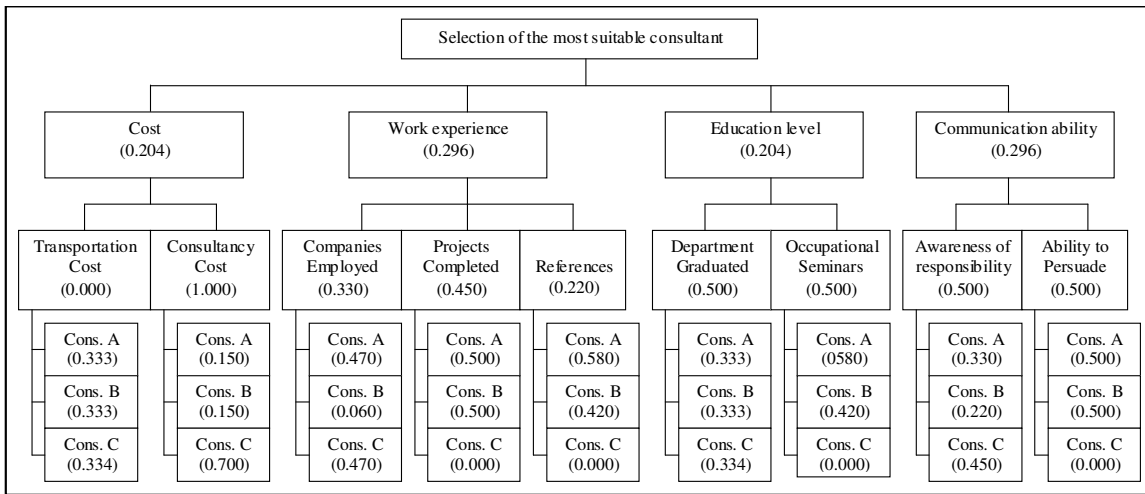 Selection of the most suitable consultant
Cost
(0.204)
Work experience
(0.296)
Education level
(0.204)
Communication ability
(0.296)
Transportation
Cost
(0.000)
Consultancy
Cost
(1.000)
Companies
Employed
(0.330)
Projects
Completed
(0.450)
References
(0.220)
Department
Graduated
(0.500)
Occupational
Seminars
(0.500)
Awareness of
responsibility
(0.500)
Ability to
Persuade
(0.500)
Cons. A
(0.333)
Cons. A
(0.150)
Cons. A
(0.470)
Cons. A
(0.500)
Cons. A
(0.580)
Cons. A
(0.333)
Cons. A
(0580)
Cons. A
(0.330)
Cons. A
(0.500)
Cons. B
(0.333)
Cons. B
(0.150)
Cons. B
(0.060)
Cons. B
(0.500)
Cons. B
(0.420)
Cons. B
(0.333)
Cons. B
(0.420)
Cons. B
(0.220)
Cons. B
(0.500)
Cons. C
(0.334)
Cons. C
(0.700)
Cons. C
(0.470)
Cons. C
(0.000)
Cons. C
(0.000)
Cons. C
(0.334)
Cons. C
(0.000)
Cons. C
(0.450)
Cons. C
(0.000)